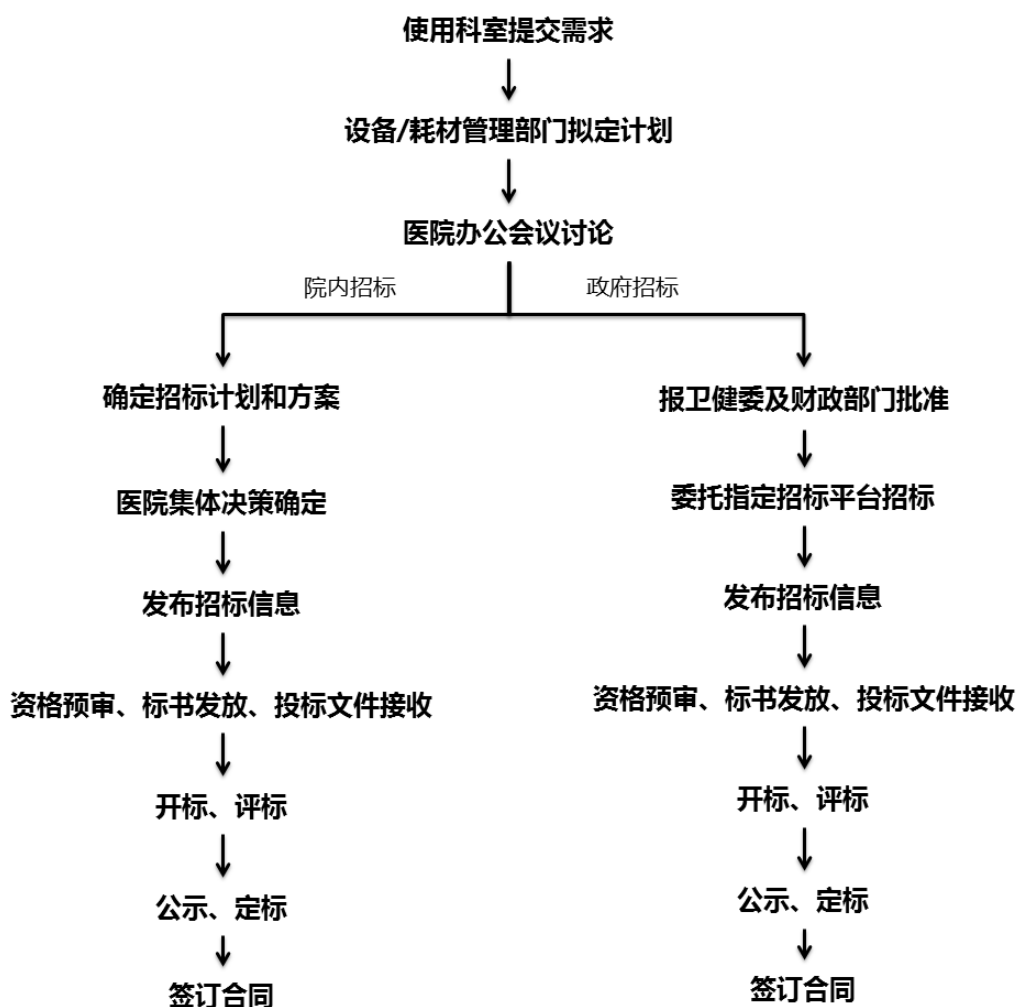 使用科室提交需求
设备/耗材管理部门拟定计划
医院办公会议讨论
院内招标
政府招标
确定招标计划和方案
医院集体决策确定
发布招标信息
资格预审、标书发放、投标文件接收
开标、评标
公示、定标
签订合同
报卫健委及财政部门批准
委托指定招标平台招标
发布招标信息
资格预审、标书发放、投标文件接收
开标、评标
公示、定标
签订合同